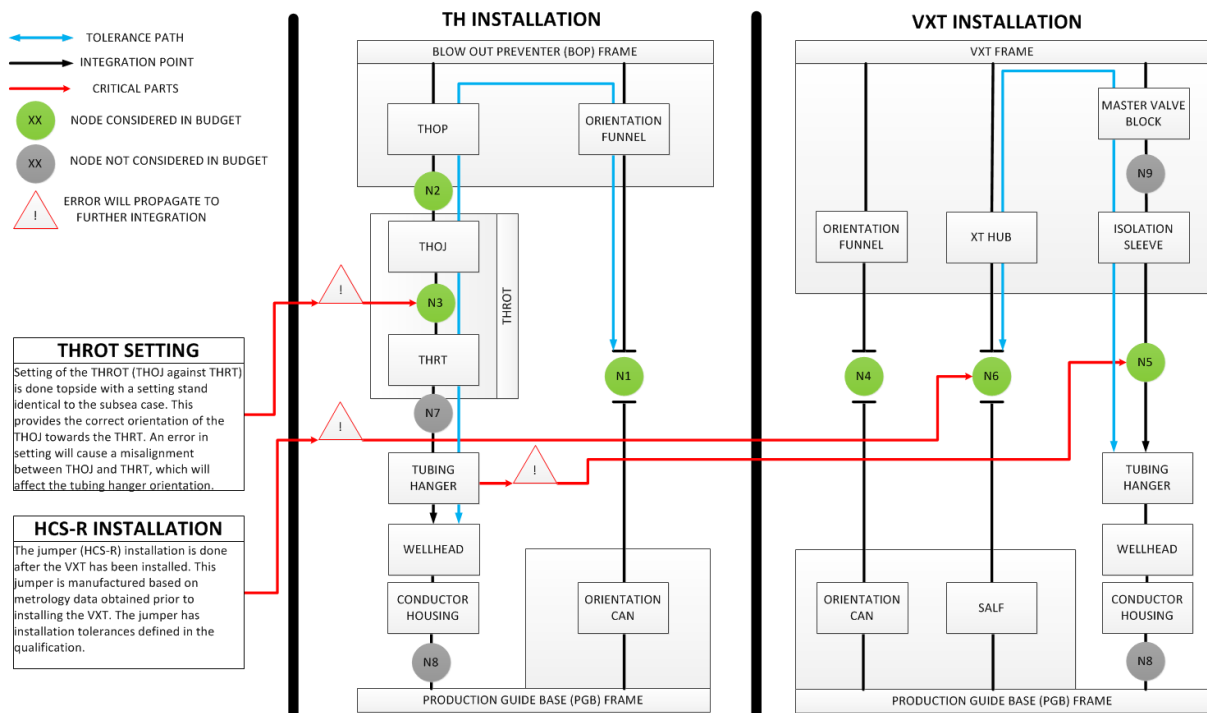 TOLERANCE PATH
INTEGRATION POINT
CRITICAL PARTS
XX
NODE CONSIDERED IN BUDGET
XX
NODE NOT CONSIDERED IN BUDGET
!
ERROR WILL PROPAGATE TO
FURTHER INTEGRATION
THROT SETTING
Setting of the THROT (THOJ against THRT)
is done topside with a setting stand
identical to the subsea case. This
provides the correct orientation of the
THOJ towards the THRT. An error in
setting will cause a misalignment
between THOJ and THRT, which will
affect the tubing hanger orientation.
HCS-R INSTALLATION
The jumper (HCS-R) installation is done
after the VXT has been installed. This
jumper is manufactured based on
metrology data obtained prior to
installing the VXT. The jumper has
installation tolerances defined in the
qualification.
TH INSTALLATION
BLOW OUT PREVENTER (BOP) FRAME
THOP
ORIENTATION
FUNNEL
N2
THOJ
!
N3
THROT
THRT
N1
N7
!
TUBING
HANGER
!
WELLHEAD
CONDUCTOR
HOUSING
ORIENTATION
CAN
N8
PRODUCTION GUIDE BASE (PGB) FRAME
VXT INSTALLATION
VXT FRAME
MASTER VALVE
BLOCK
N9
ORIENTATION
FUNNEL
XT HUB
ISOLATION
SLEEVE
N4
N6
N5
TUBING
HANGER
WELLHEAD
ORIENTATION
CAN
SALF
CONDUCTOR
HOUSING
N8
PRODUCTION GUIDE BASE (PGB) FRAME